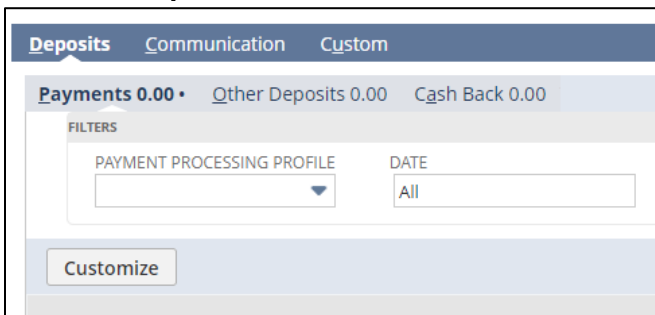 Deposits Communication Custom
Payments 0.00 • Other Deposits 0.00 Cash Back 0.00
FILTERS
PAYMENT PROCESSING PROFILE DATE
All
Customize